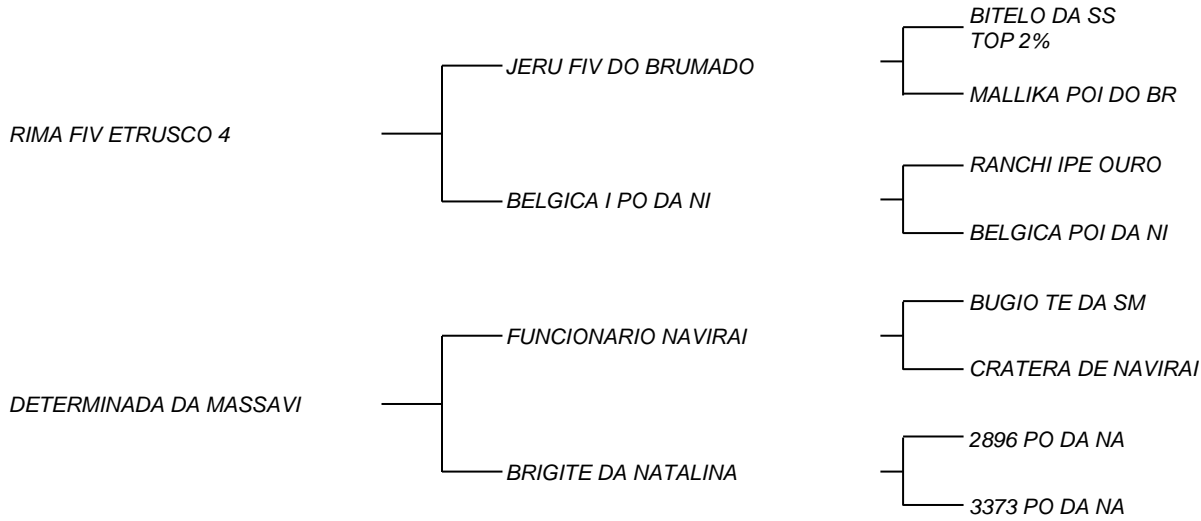 BITELO DA SS
TOP 2%
JERU FIV DO BRUMADO
MALLIKA POI DO BR
RIMA FIV ETRUSCO 4
RANCHI IPE OURO
BELGICA I PO DA NI
BELGICA POI DA NI
BUGIO TE DA SM
FUNCIONARIO NAVIRAI
CRATERA DE NAVIRAI
DETERMINADA DA MASSAVI
2896 PO DA NA
BRIGITE DA NATALINA
3373 PO DA NA